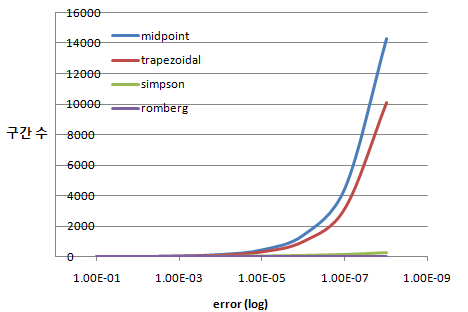 16000
14000
12000
10000
8000
6000
4000
2000
0
midpoint
trapezoidal
simpson
romberg
구간 수
1.00E-01 1.00E-03 1.00E-05 1.00E-07 1.00E-09
error (log)